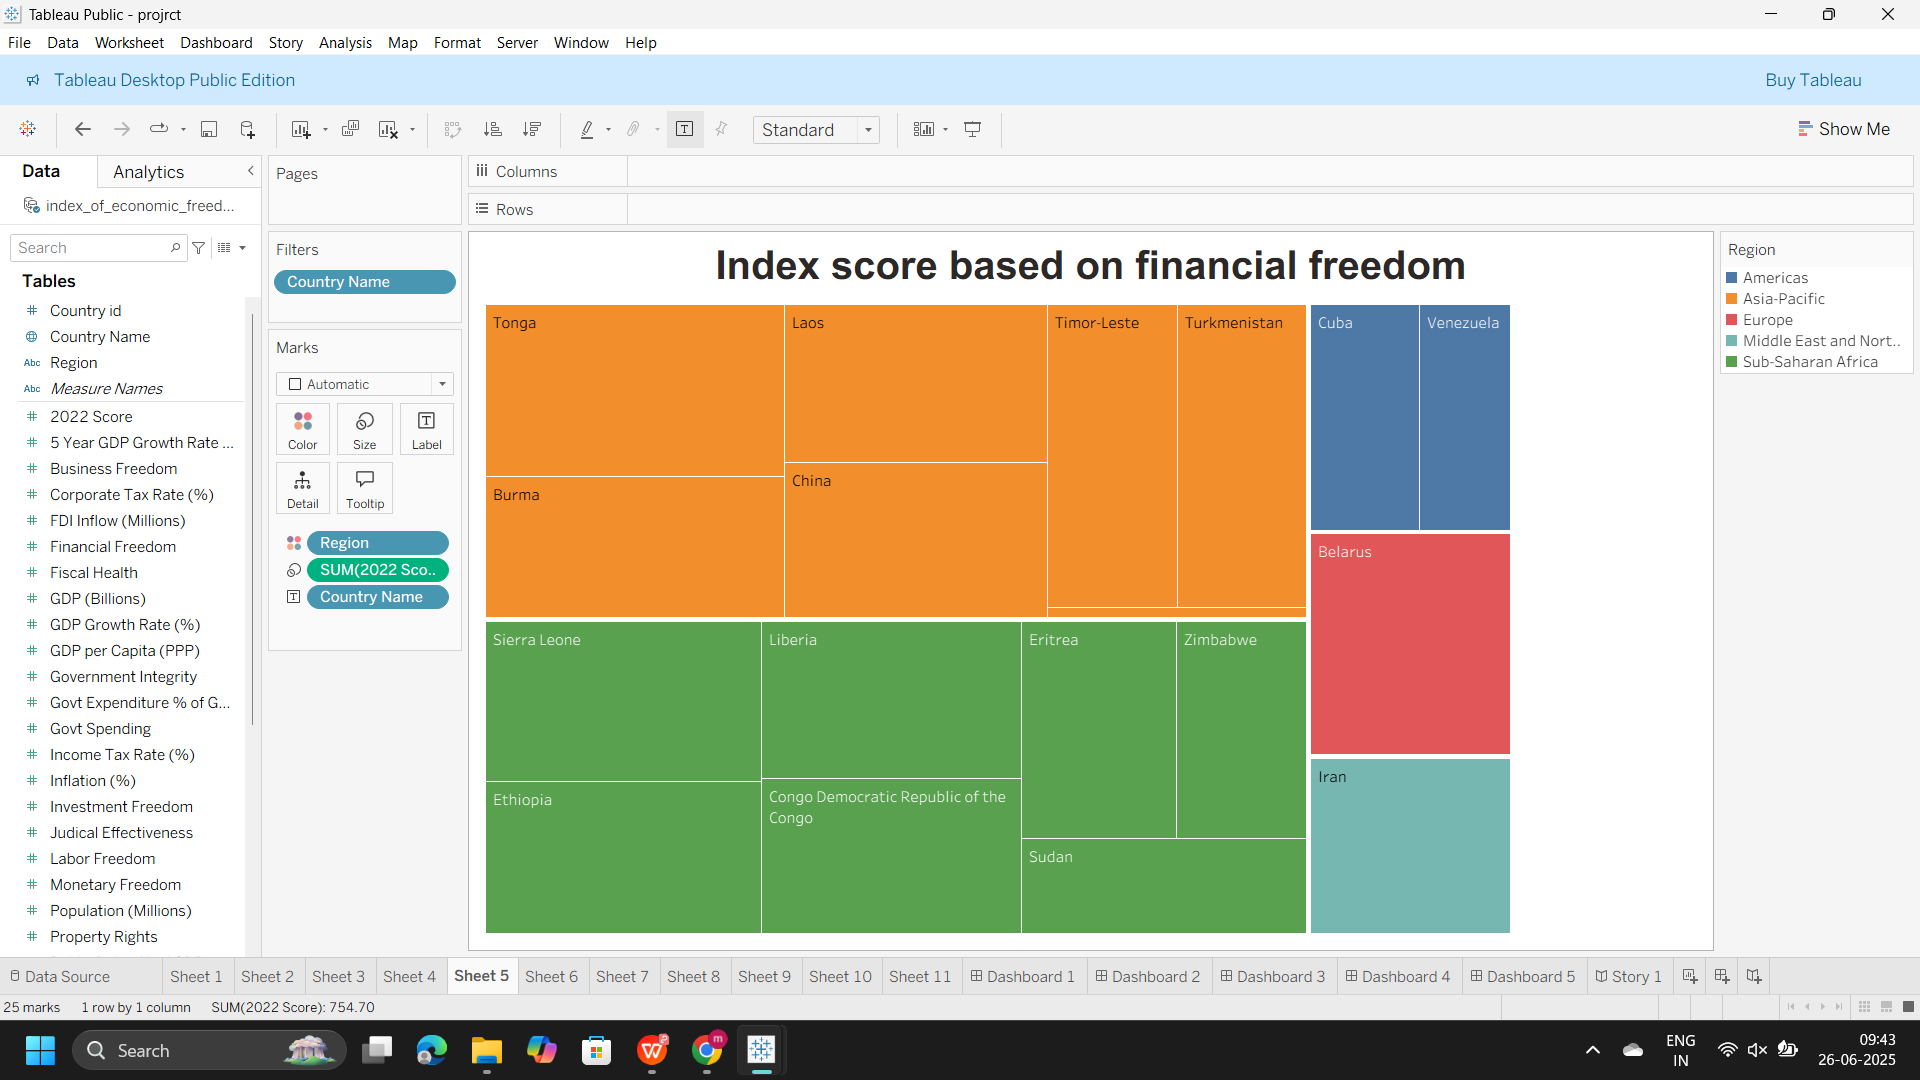 Tableau Public - projrct
File Data Worksheet Dashboard Story Analysis Map Format Server Window Help
Tableau Desktop Public Edition
Buy Tableau
Standard
Show Me
Data
Analytics
index_of_economic_freed...
Search
Tables
Country id
Country Name
Abc Region
Abc Measure Names
2022 Score
5 Year GDP Growth Rate ...
Business Freedom
Corporate Tax Rate (%)
FDI Inflow (Millions)
Financial Freedom
Fiscal Health
GDP (Billions)
GDP Growth Rate (%)
GDP per Capita (PPP)
Government Integrity
Govt Expenditure % of G...
Govt Spending
Income Tax Rate (%)
Inflation (%)
Investment Freedom
Judical Effectiveness
Labor Freedom
Monetary Freedom
Population (Millions)
Property Rights
Pages
Filters
Country Name
Marks
Automatic
Color
Size
Label
Detail
Tooltip
Region
SUM(2022 Sco..
Country Name
Columns
Rows
Index score based on financial freedom
Tonga
Laos
Timor-Leste
Turkmenistan
Burma
China
Sierra Leone
Liberia
Eritrea
Zimbabwe
Ethiopia
Congo Democratic Republic of the
Congo
Sudan
Cuba
Venezuela
Belarus
Iran
Region
Americas
Asia-Pacific
Europe
Middle East and Nort..
Sub-Saharan Africa
Data Source Sheet 1 Sheet 2 Sheet 3 Sheet 4 Sheet 5 Sheet 6 Sheet 7 Sheet 8 Sheet 9 Sheet 10 Sheet 11 Dashboard 1 Dashboard 2 Dashboard 3 Dashboard 4 Dashboard 5 Story 1
25 marks 1 row by 1 column SUM(2022 Score): 754.70
Search
ENG
IN
09:43
26-06-2025